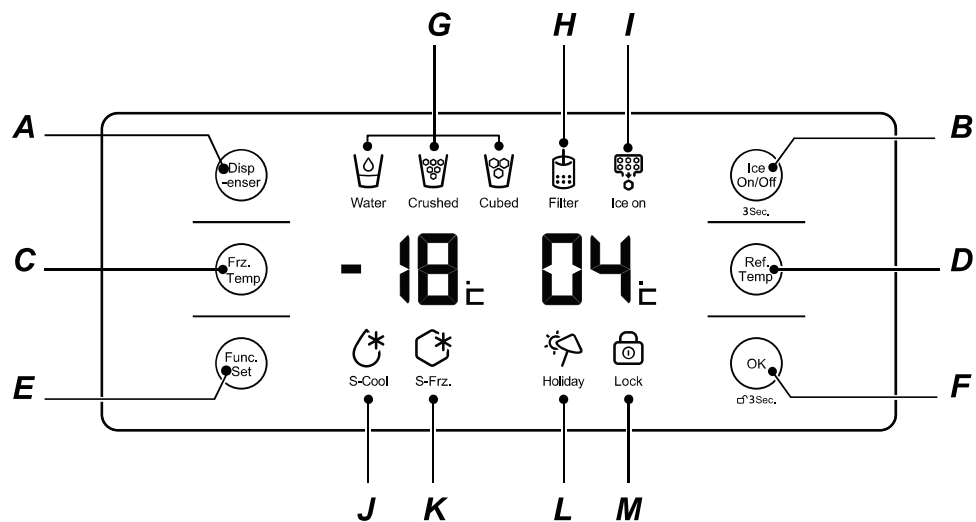 G H I
A
B
Disp
-enser
Water Crushed Cubed Filter Ice on
Ice
On/Off
3Sec.
C
D
Frz.
Temp
-18°C 04°C
Ref.
Temp
E
F
Func.
Set
S-Cool S-Frz. Holiday Lock
OK
3Sec.
J K L M